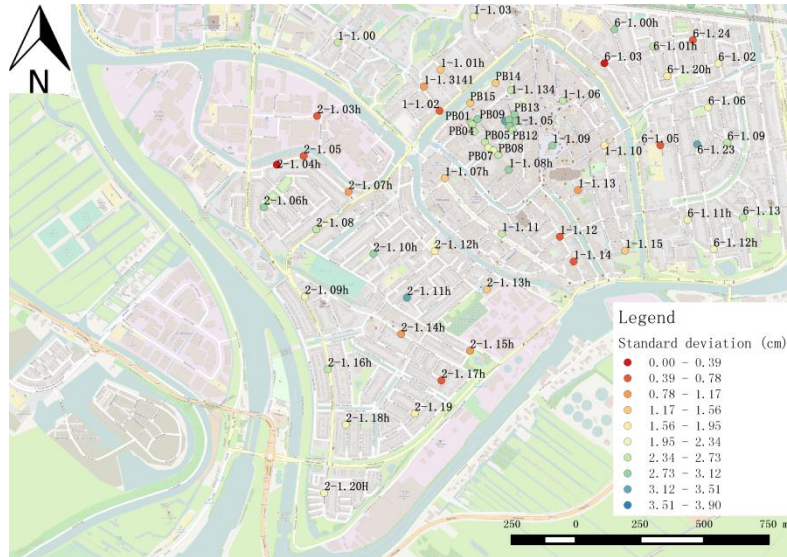 6-1.00h
1-1.03
6-1.24
1-1.00
6-1.01h
6-1.03
6-1.02
1-1.01h
6-1.20h
PB14
1-1.3141
1-1.134
1-1.06
2-1.03h
1-1.02
PB15
6-1.06
PB01
PB09
PB13
1-1.05
PB04
PB05
PB12
6-1.05
6-1.09
1-1.09
1-1.10
6-1.23
PB08
PB07
2-1.05
2-1.04h
1-1.08h
1-1.07h
2-1.07h
1-1.13
2-1.06h
6-1.11h
6-1.13
2-1.08
1-1.11
1-1.12
2-1.10h
2-1.12h
1-1.15
6-1.12h
1-1.14
2-1.09h
2-1.11h
2-1.13h
2-1.14h
2-1.15h
2-1.16h
2-1.17h
2-1.19
2-1.18h
2-1.20H
N
Legend
Standard deviation (cm)
0.00 - 0.39
0.39 - 0.78
0.78 - 1.17
1.17 - 1.56
1.56 - 1.95
1.95 - 2.34
2.34 - 2.73
2.73 - 3.12
3.12 - 3.51
3.51 - 3.90
250 0 250 500 750 m